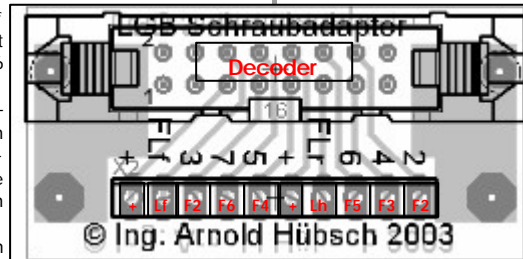 LGB Schraubadaptor
2
Decoder
1
16
X2
+ FLf 3 7 5 + FLr 6 4 2
+ Lf F2 F6 F4 + Lh F5 F3 F2
© Ing. Arnold Hübsch 2003